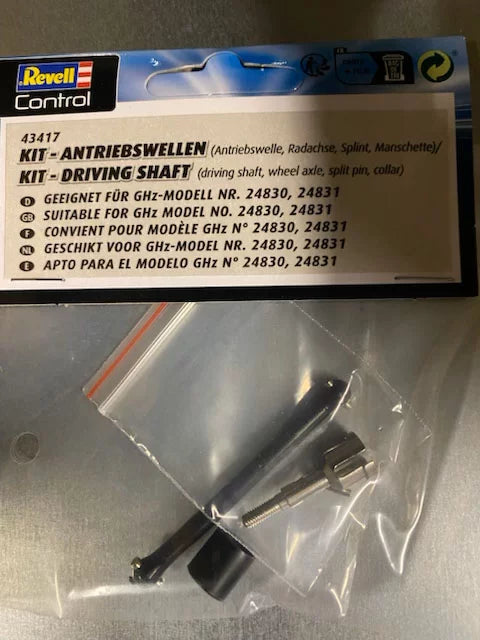 Revell
Control
43417
KIT - ANTRIEBSWELLEN (Antriebswelle, Radachse, Splint, Manschette)/
KIT - DRIVING SHAFT (driving shaft, wheel axle, split pin, collar)
D GEEIGNET FÜR GHz-MODELL NR. 24830, 24831
GB SUITABLE FOR GHz MODEL NO. 24830, 24831
F CONVIENT POUR MODÈLE GHz N° 24830, 24831
NL GESCHIKT VOOR GHz-MODEL NR. 24830, 24831
E APTO PARA EL MODELO GHz N° 24830, 24831